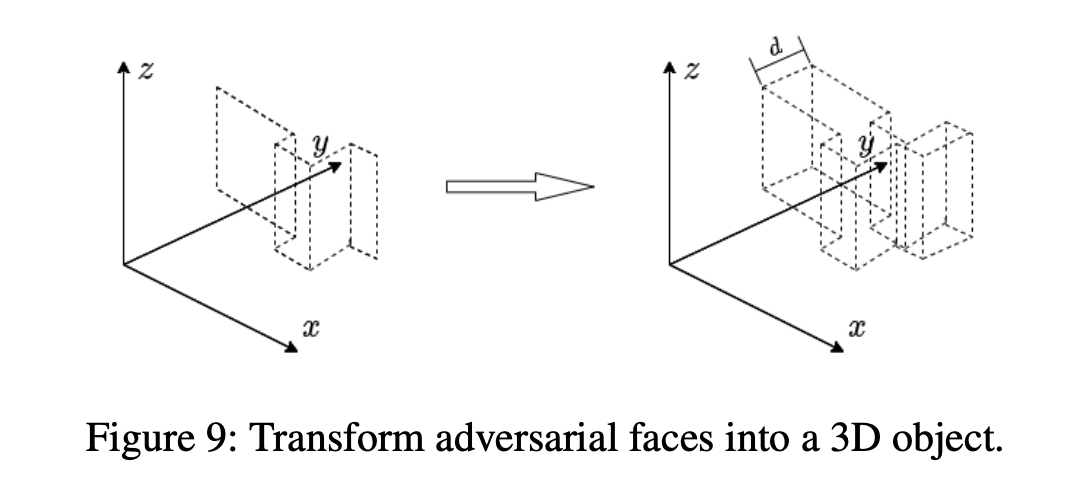 z
y
x
d
z
y
x
Figure 9: Transform adversarial faces into a 3D object.